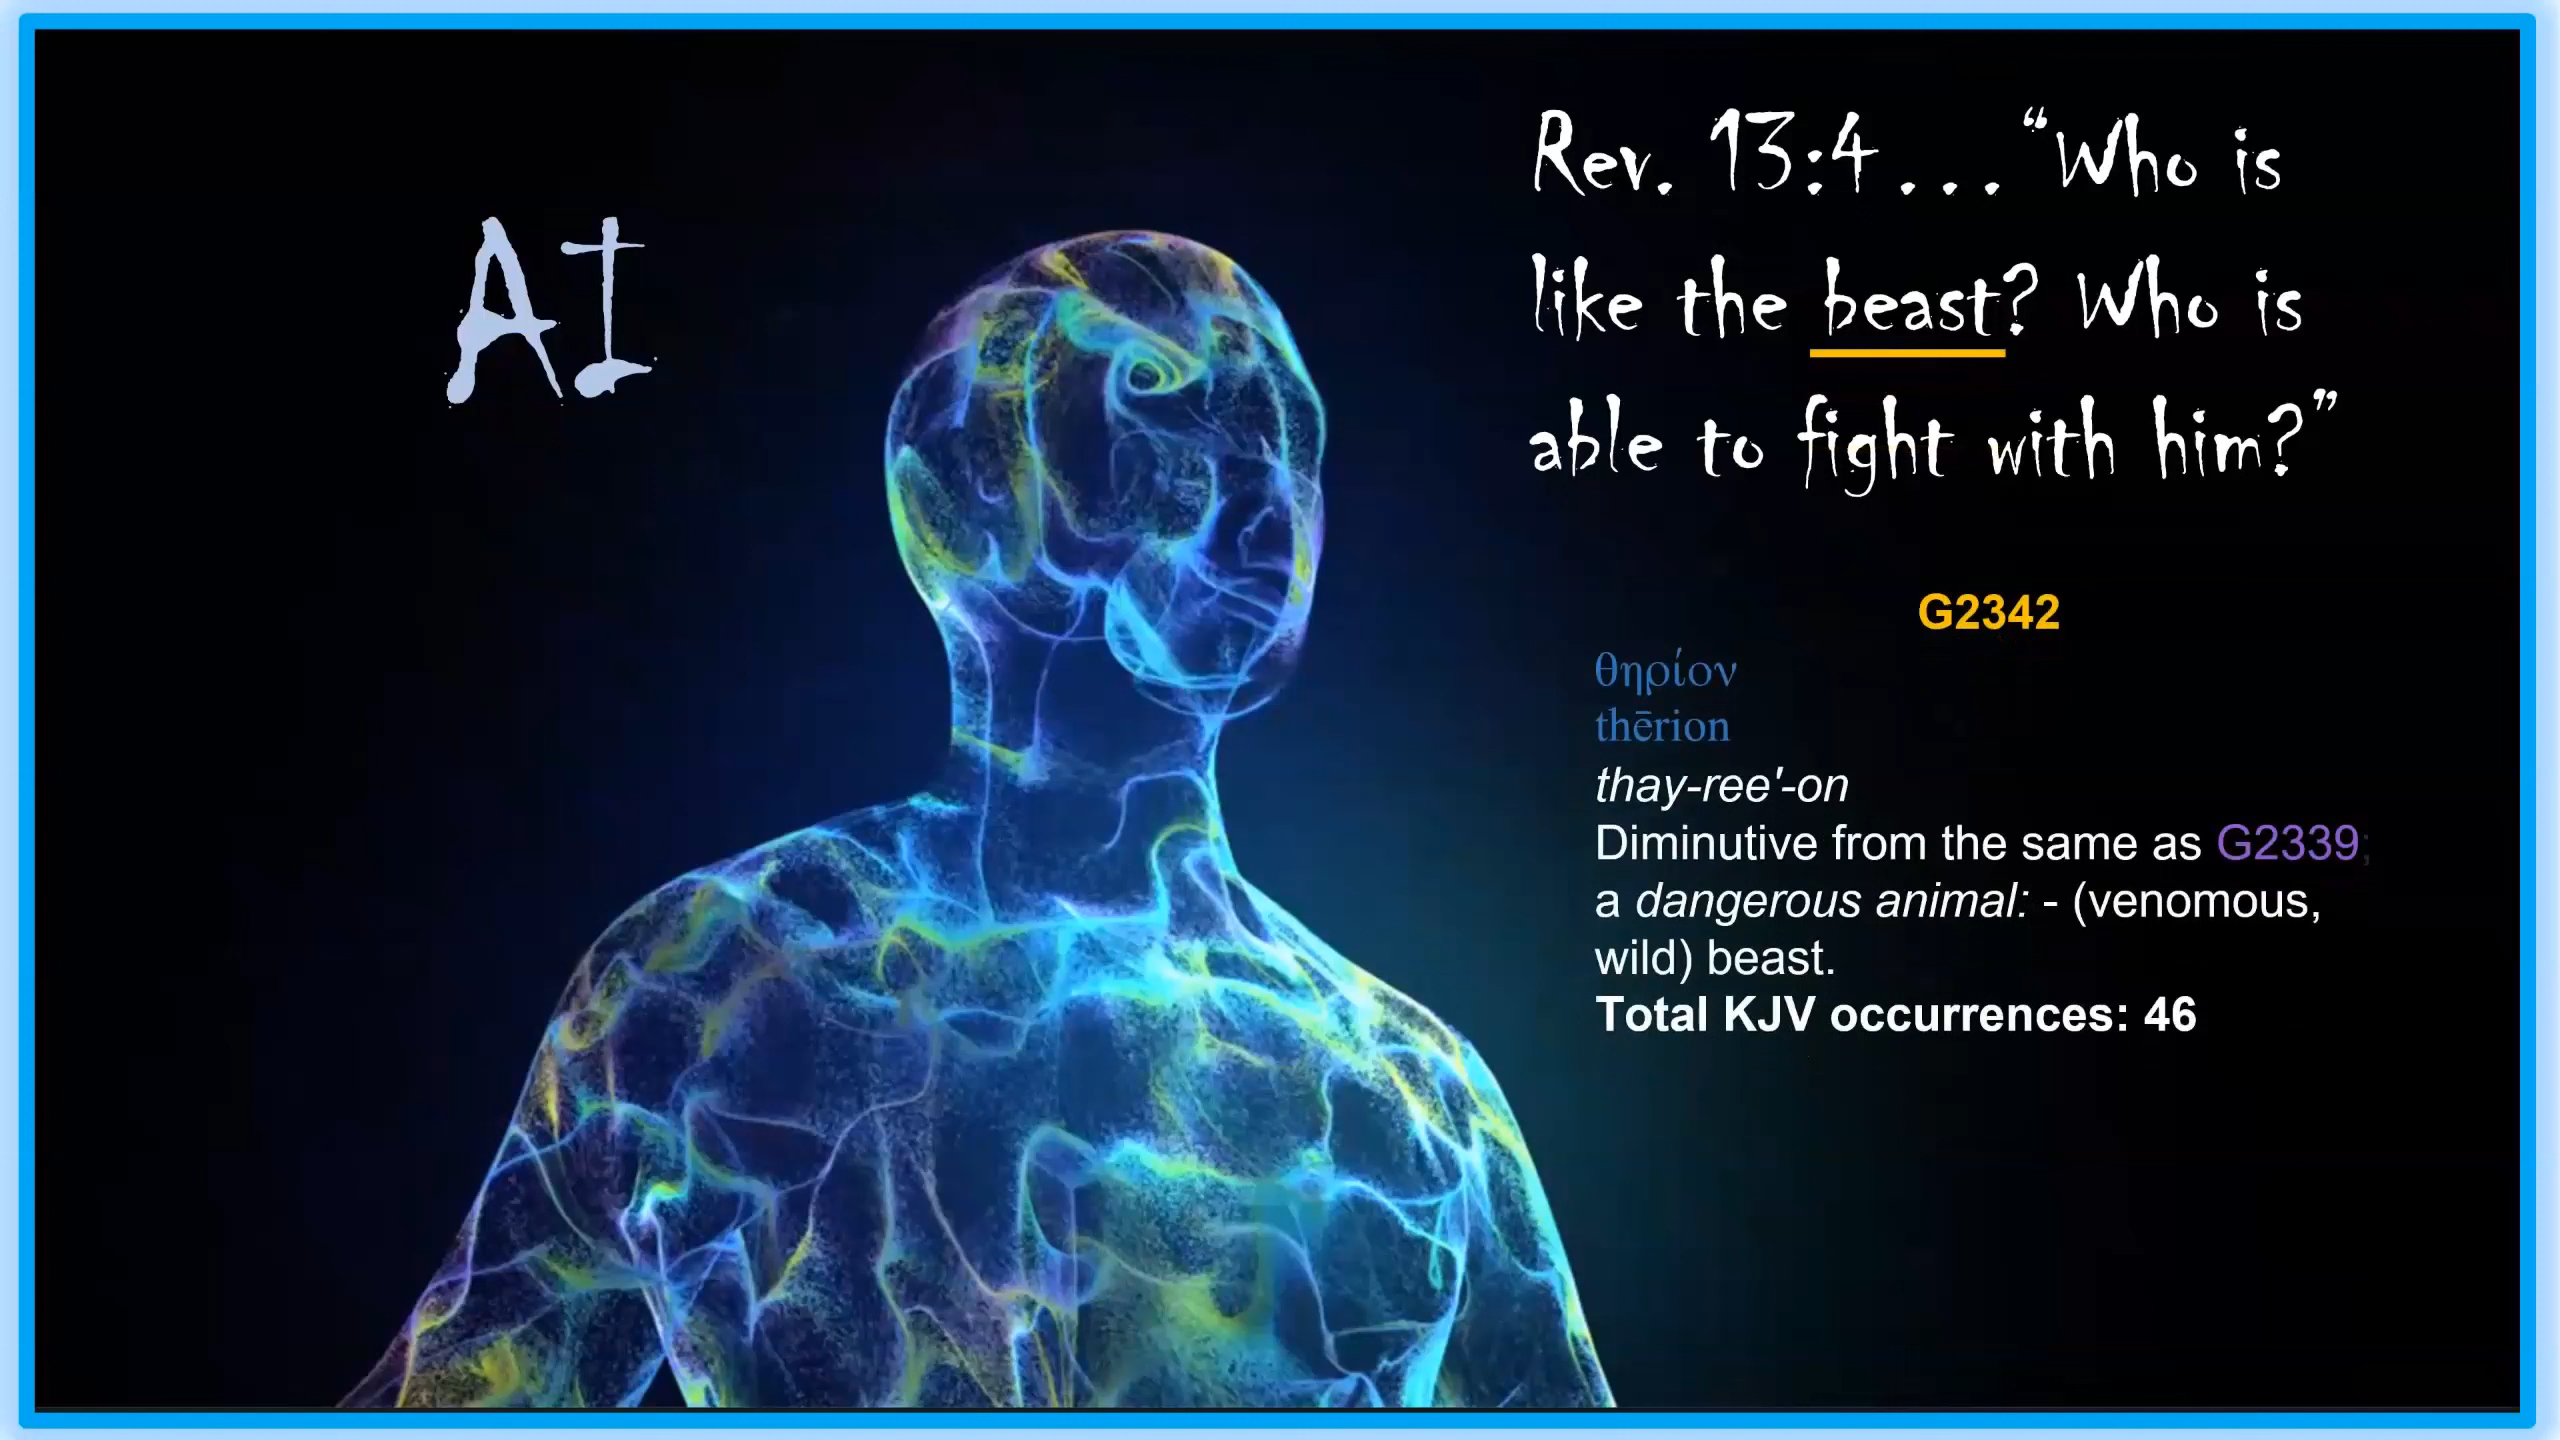 AI
Rev. 13:4... “Who is
like the beast? Who is
able to fight with him?”
G2342
θηρίον
thērion
thay-ree'-on
Diminutive from the same as G2339;
a dangerous animal: - (venomous,
wild) beast.
Total KJV occurrences: 46